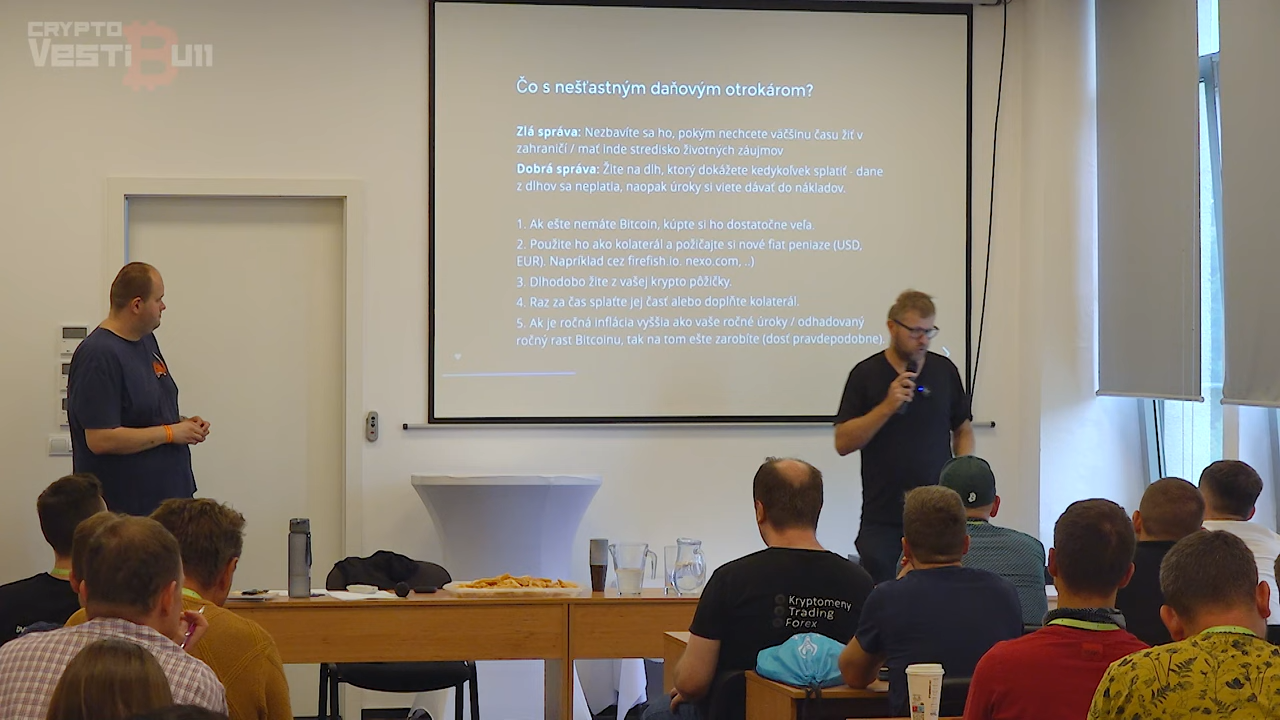 CRYPTO
VESTIBULL
Čo s nešťastným daňovým otrokárom?
Zlá správa: Nezbavíte sa ho, pokým nechcete väčšinu času žiť v
zahraničí / mať inde stredisko životných záujmov
Dobrá správa: Žite na dlh, ktorý dokážete kedykoľvek splatiť - dane
z dlhov sa neplatia, naopak úroky si viete dávať do nákladov.
1. Ak ešte nemáte Bitcoin, kúpte si ho dostatočne veľa.
2. Použite ho ako kolaterál a požičajte si nové fiat peniaze (USD,
EUR). Napríklad cez firefish.io. nexo.com, ..)
3. Dlhodobo žite z vašej krypto pôžičky.
4. Raz za čas splaťte jej časť alebo doplňte kolaterál.
5. Ak je ročná inflácia vyššia ako vaše ročné úroky / odhadovaný
ročný rast Bitcoinu, tak na tom ešte zarobíte (dosť pravdepodobne).
Kryptomeny
Trading
Forex